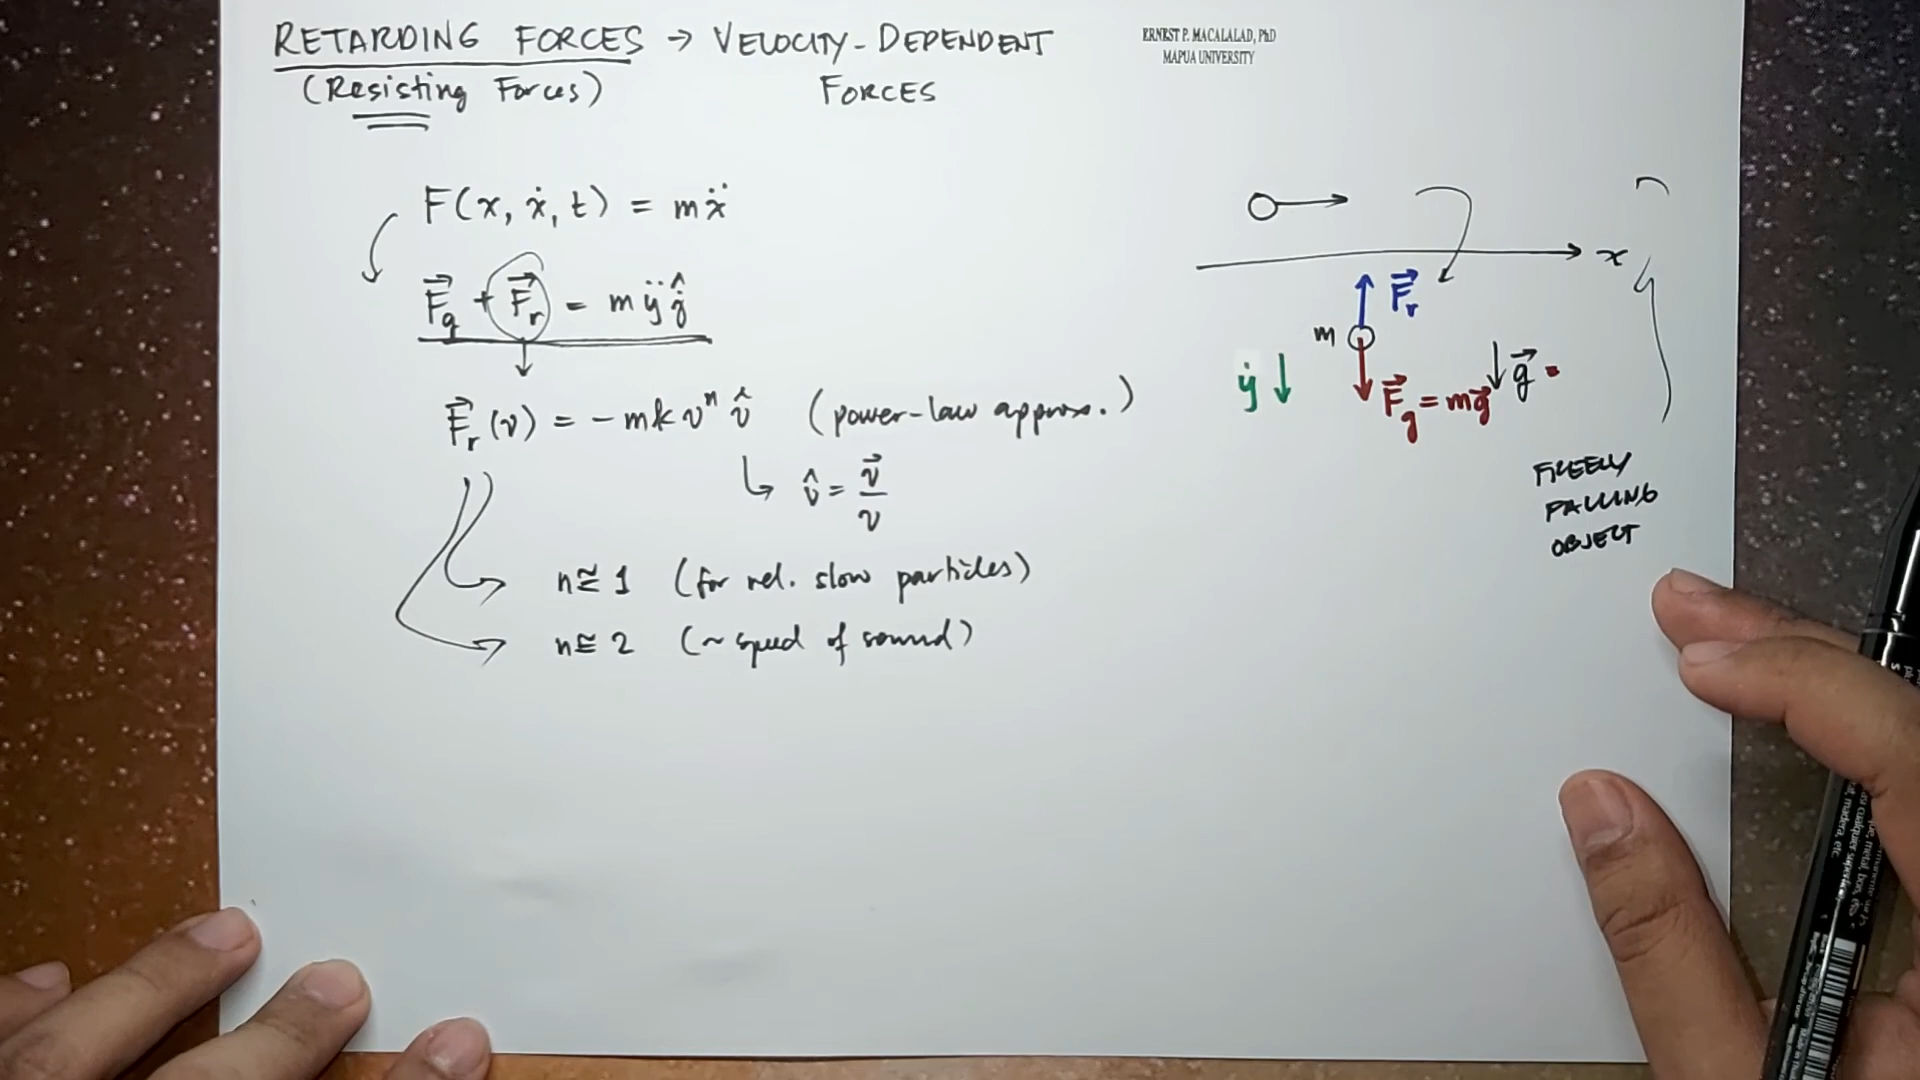 RETARDING FORCES → VELOCITY-DEPENDENT
(Resisting Forces) FORCES
ERNEST P. MACALALAD, PhD
MAPUA UNIVERSITY
F(x, ẋ, t) = mẍ
F⃗g + F⃗r = mÿĵ
F⃗r(v) = -mkvⁿv̂ (power-law approx.)
↳ v̂ = v⃗/v
n ≅ 1 (for rel. slow particles)
n ≅ 2 (~ speed of sound)
x
F⃗r
m
ẏ ↓
F⃗g = mg⃗
↓ g⃗
FREELY
FALLING
OBJECT